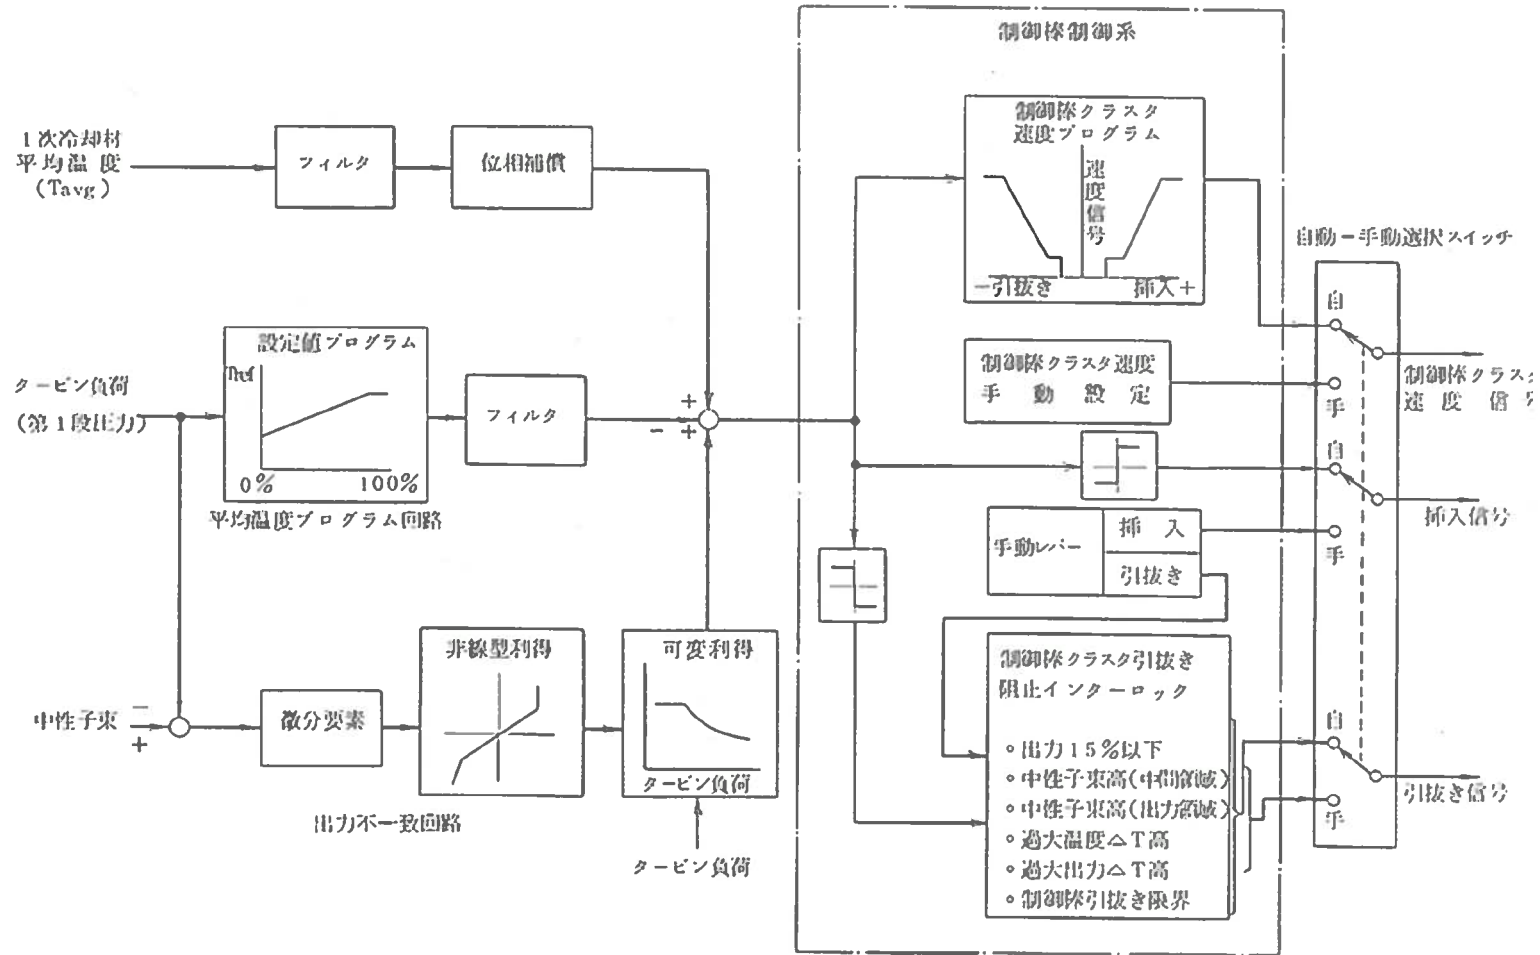 制御棒制御系
制御棒クラスタ
速度プログラム
速度信号
－引抜き
挿入＋
1次冷却材
平均温度
(Tavg)
フィルタ
位相補償
自動－手動選択スイッチ
自
手
制御棒クラスタ
速度信号
設定値プログラム
Tref
0%
100%
平均温度プログラム回路
タービン負荷
(第1段圧力)
フィルタ
+
-
+
制御棒クラスタ速度
手動設定
自
手
挿入信号
手動レバー
挿入
引抜き
中性子束
-
+
微分要素
非線型利得
可変利得
タービン負荷
出力不一致回路
タービン負荷
制御棒クラスタ引抜き
阻止インターロック
∘出力15%以下
∘中性子束高(中間領域)
∘中性子束高(出力領域)
∘過大温度△T高
∘過大出力△T高
∘制御棒引抜き限界
自
手
引抜き信号